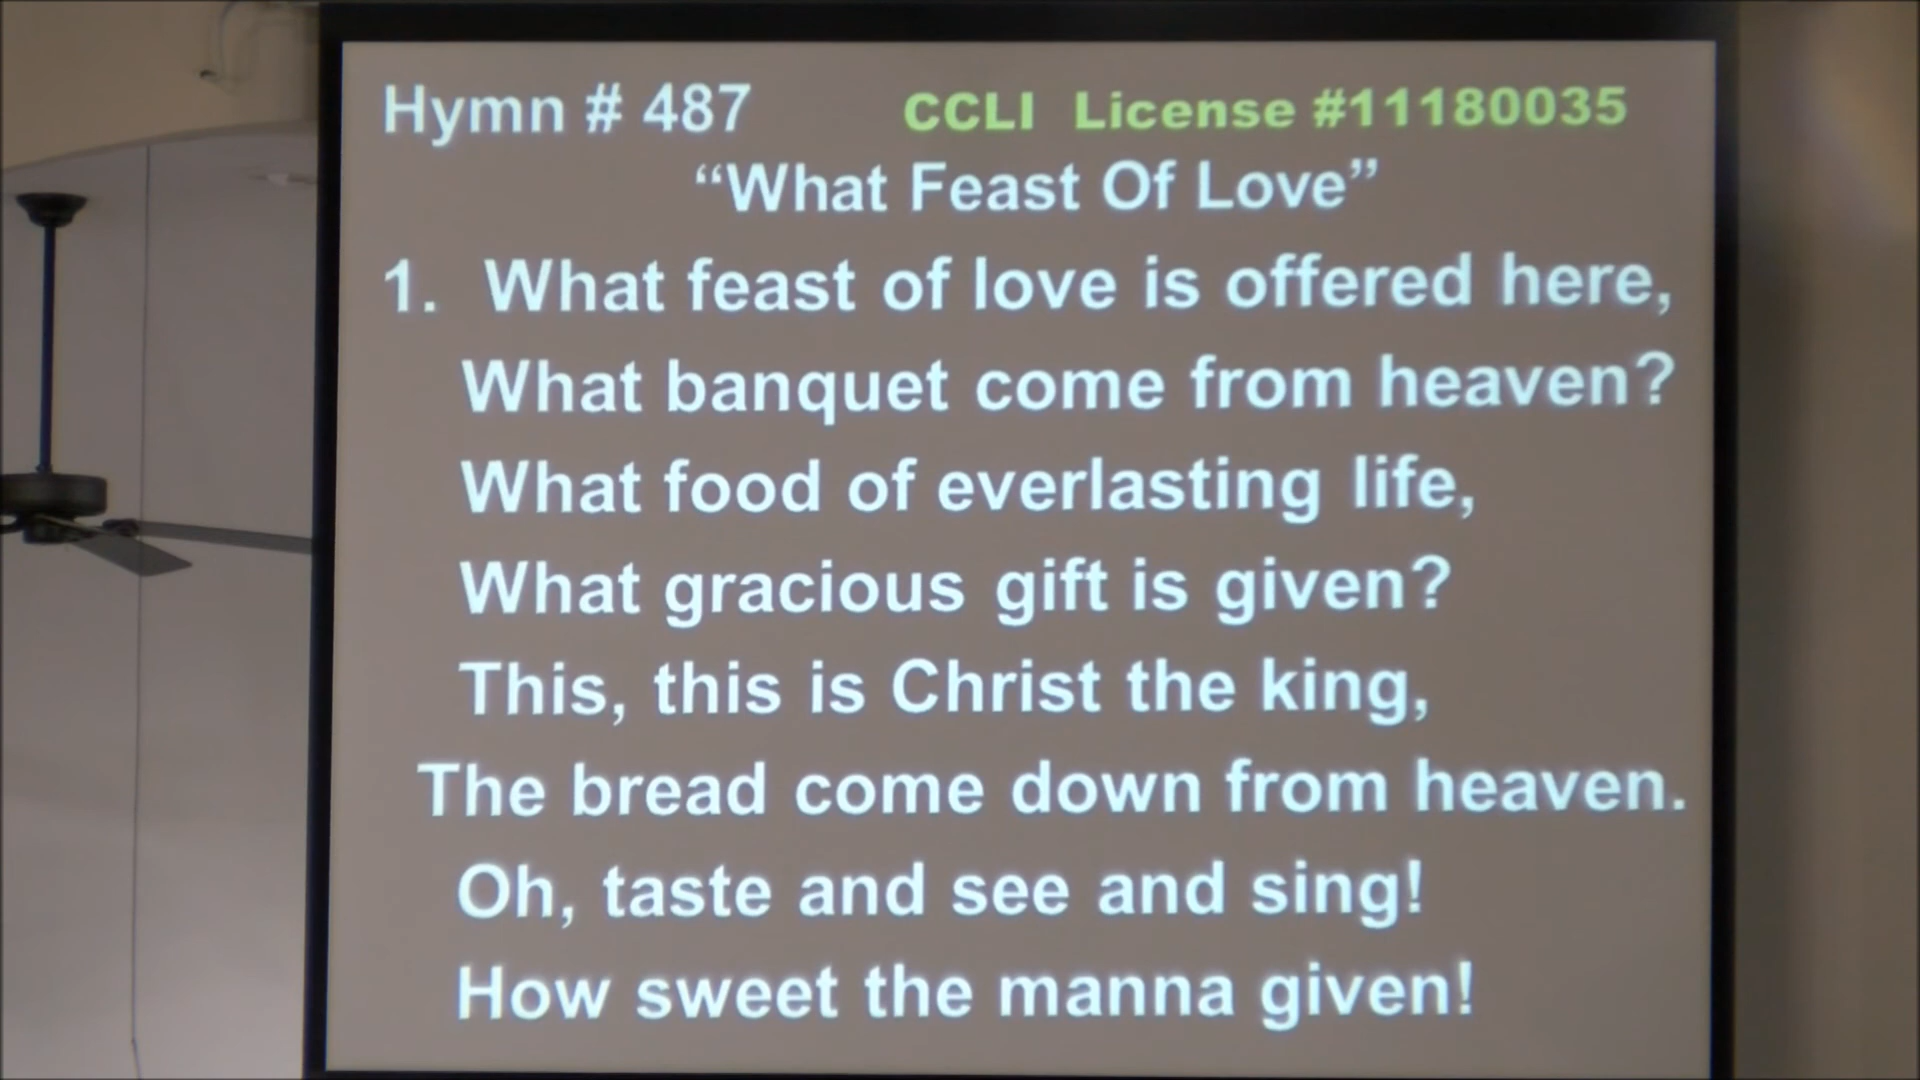 Hymn # 487 CCLI License #11180035
“What Feast Of Love”
1. What feast of love is offered here,
What banquet come from heaven?
What food of everlasting life,
What gracious gift is given?
This, this is Christ the king,
The bread come down from heaven.
Oh, taste and see and sing!
How sweet the manna given!